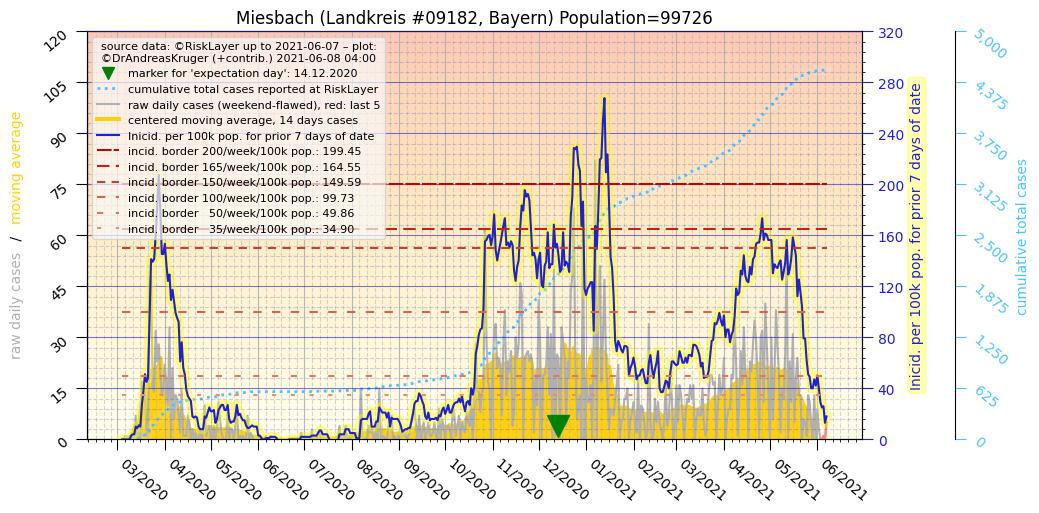 Miesbach (Landkreis #09182, Bayern) Population=99726
source data: ©RiskLayer up to 2021-06-07 – plot:
©DrAndreasKruger (+contrib.) 2021-06-08 04:00
marker for 'expectation day': 14.12.2020
cumulative total cases reported at RiskLayer
raw daily cases (weekend-flawed), red: last 5
centered moving average, 14 days cases
Inicid. per 100k pop. for prior 7 days of date
incid. border 200/week/100k pop.: 199.45
incid. border 165/week/100k pop.: 164.55
incid. border 150/week/100k pop.: 149.59
incid. border 100/week/100k pop.: 99.73
incid. border 50/week/100k pop.: 49.86
incid. border 35/week/100k pop.: 34.90
raw daily cases / moving average
120
105
90
75
60
45
30
15
0
03/2020
04/2020
05/2020
06/2020
07/2020
08/2020
09/2020
10/2020
11/2020
12/2020
01/2021
02/2021
03/2021
04/2021
05/2021
06/2021
320
280
240
200
160
120
80
40
0
Inicid. per 100k pop. for prior 7 days of date
5,000
4,375
3,750
3,125
2,500
1,875
1,250
625
0
cumulative total cases